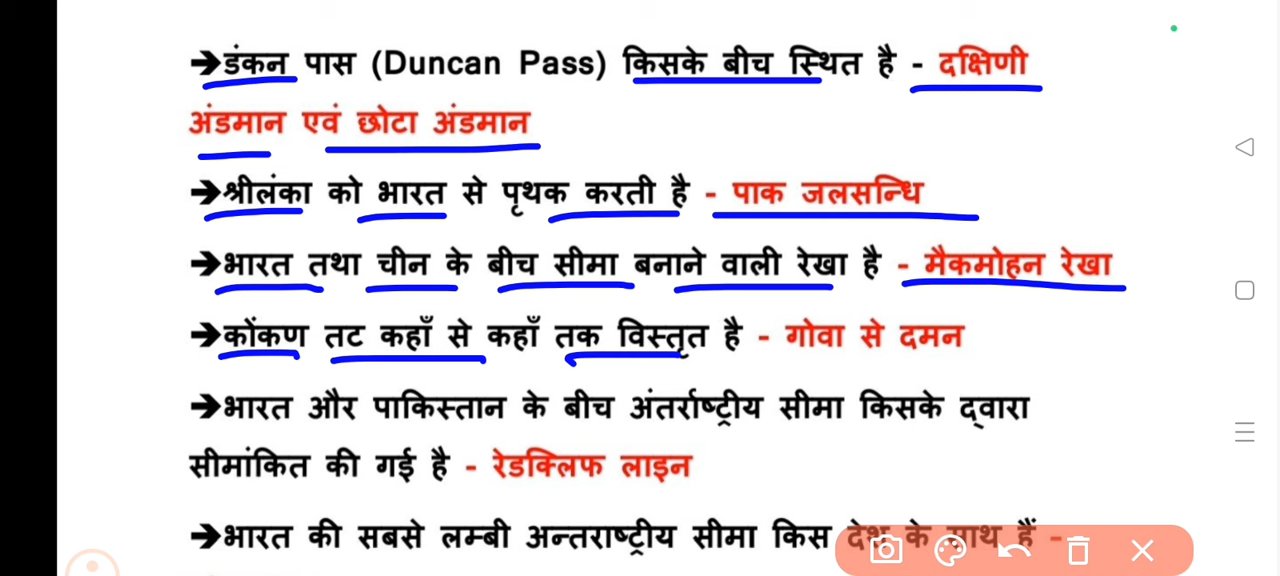 ➔डंकन पास (Duncan Pass) किसके बीच स्थित है - दक्षिणी
अंडमान एवं छोटा अंडमान
➔श्रीलंका को भारत से पृथक करती है - पाक जलसन्धि
➔भारत तथा चीन के बीच सीमा बनाने वाली रेखा है - मैकमोहन रेखा
➔कोंकण तट कहाँ से कहाँ तक विस्तृत है - गोवा से दमन
➔भारत और पाकिस्तान के बीच अंतर्राष्ट्रीय सीमा किसके द्वारा
सीमांकित की गई है - रेडक्लिफ लाइन
➔भारत की सबसे लम्बी अन्तराष्ट्रीय सीमा किस देश के साथ हैं -